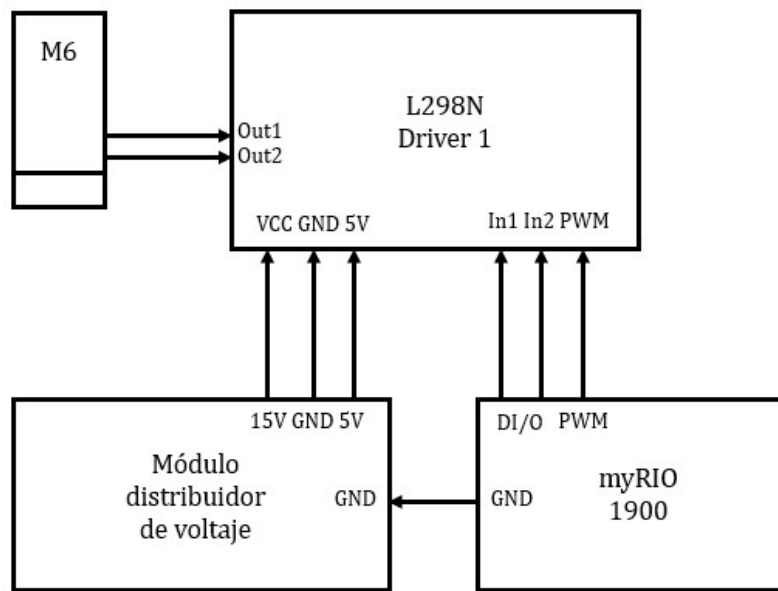 M6
L298N
Driver 1
Out1
Out2
VCC GND 5V
In1 In2 PWM
15V GND 5V
Módulo
distribuidor
de voltaje
GND
DI/O PWM
GND
myRIO
1900